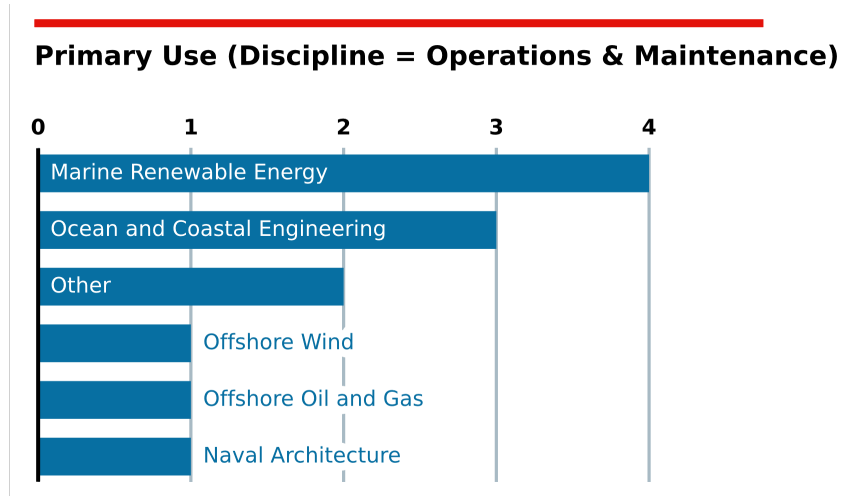 Primary Use (Discipline = Operations & Maintenance)
0 1 2 3 4
Marine Renewable Energy
Ocean and Coastal Engineering
Other
Offshore Wind
Offshore Oil and Gas
Naval Architecture